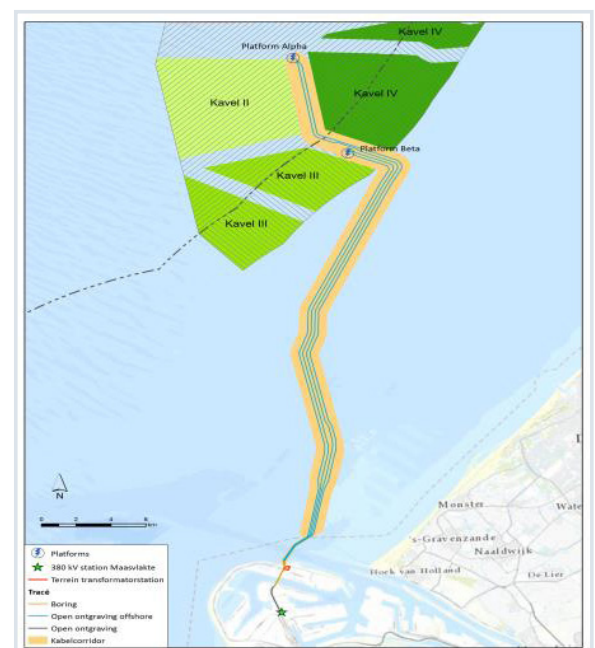 Kavel IV
Platform Alpha
Kavel II
Kavel IV
Platform Beta
Kavel III
Kavel III
N
0 2 4 6
km
Monster
Wate
's-Gravenzande
Naaldwijk
Hoek van Holland
De Lier
Platforms
380 kV station Maasvlakte
Terrein transformatorstation
Tracé
Boring
Open ontgraving offshore
Open ontgraving
Kabelcorridor